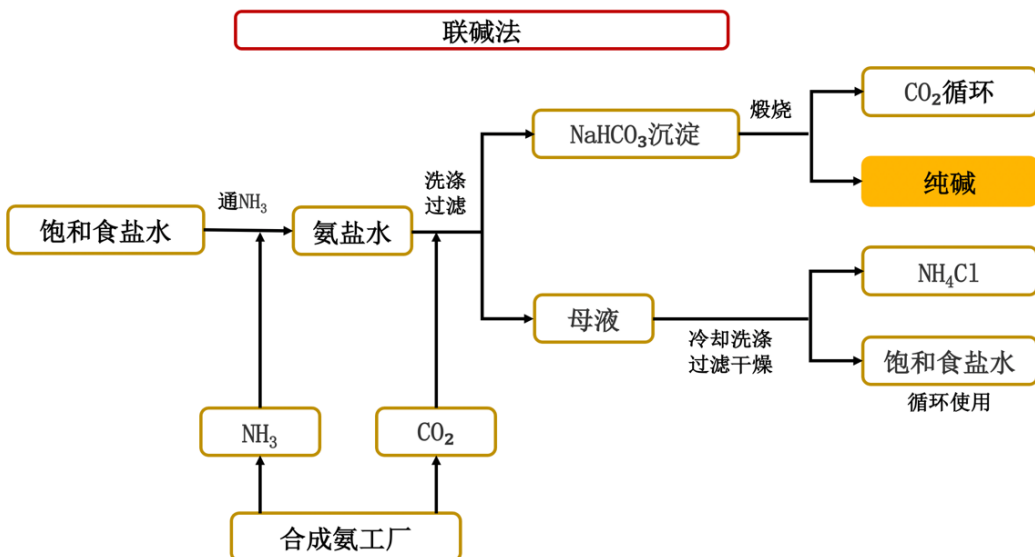 联碱法
CO₂循环
煅烧
NaHCO₃沉淀
纯碱
洗涤
过滤
通NH₃
饱和食盐水
氨盐水
NH₄Cl
母液
冷却洗涤
过滤干燥
饱和食盐水
循环使用
NH₃
CO₂
合成氨工厂